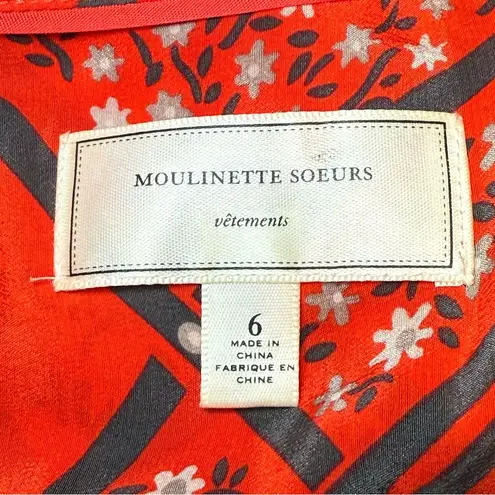 MOULINETTE SOEURS
vêtements
6
MADE IN
CHINA
FABRIQUE EN
CHINE